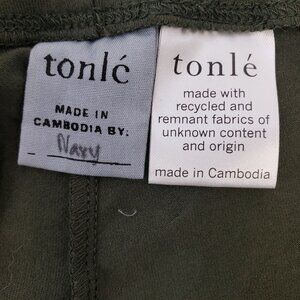 tonlé
MADE IN
CAMBODIA BY:
Navy
tonlé
made with
recycled and
remnant fabrics of
unknown content
and origin
made in Cambodia